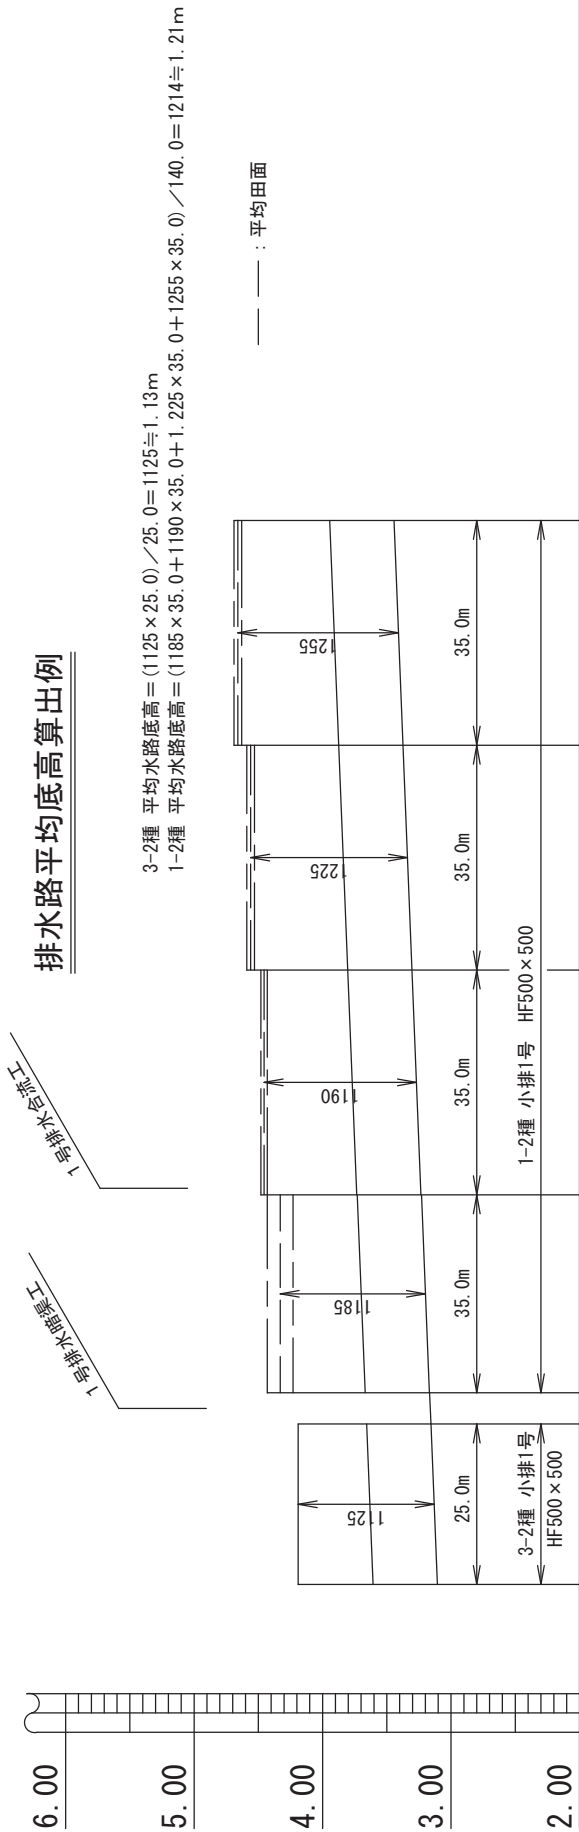 排水路平均底高算出例
3-2種 平均水路底高＝(1125×25.0)／25.0＝1125≒1.13m
1-2種 平均水路底高＝(1185×35.0＋1190×35.0＋1.225×35.0＋1255×35.0)／140.0＝1214≒1.21m
—— ——：平均田面
1号排水暗渠工
1号排水合流工
6.00
5.00
4.00
3.00
2.00
1125
1185
1190
1225
1255
25.0m
35.0m
35.0m
35.0m
35.0m
3-2種 小排1号
HF500×500
1-2種 小排1号 HF500×500